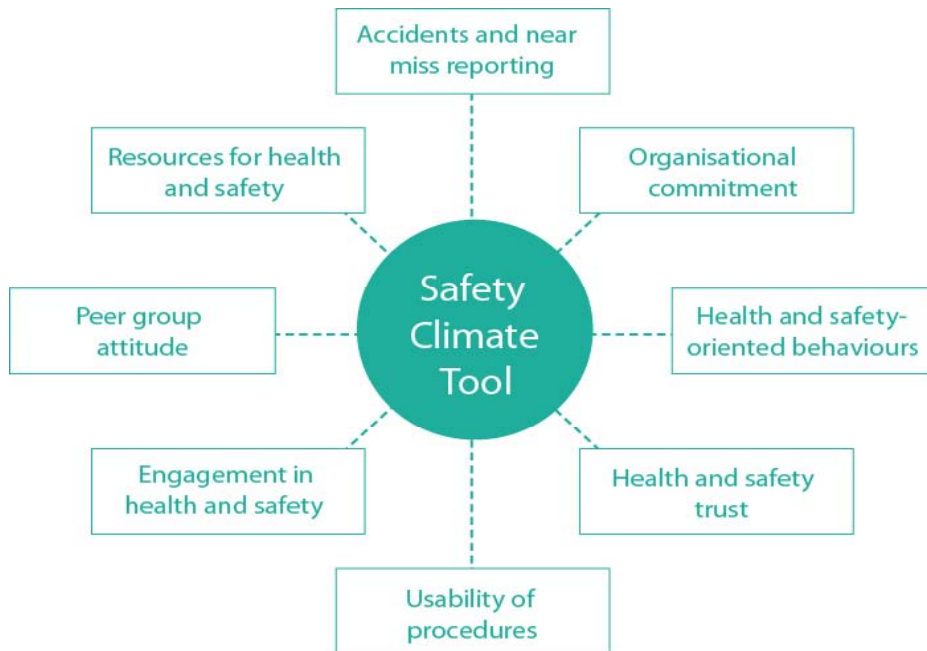 Accidents and near
miss reporting
Resources for health
and safety
Organisational
commitment
Safety
Climate
Tool
Peer group
attitude
Health and safety-
oriented behaviours
Engagement in
health and safety
Health and safety
trust
Usability of
procedures